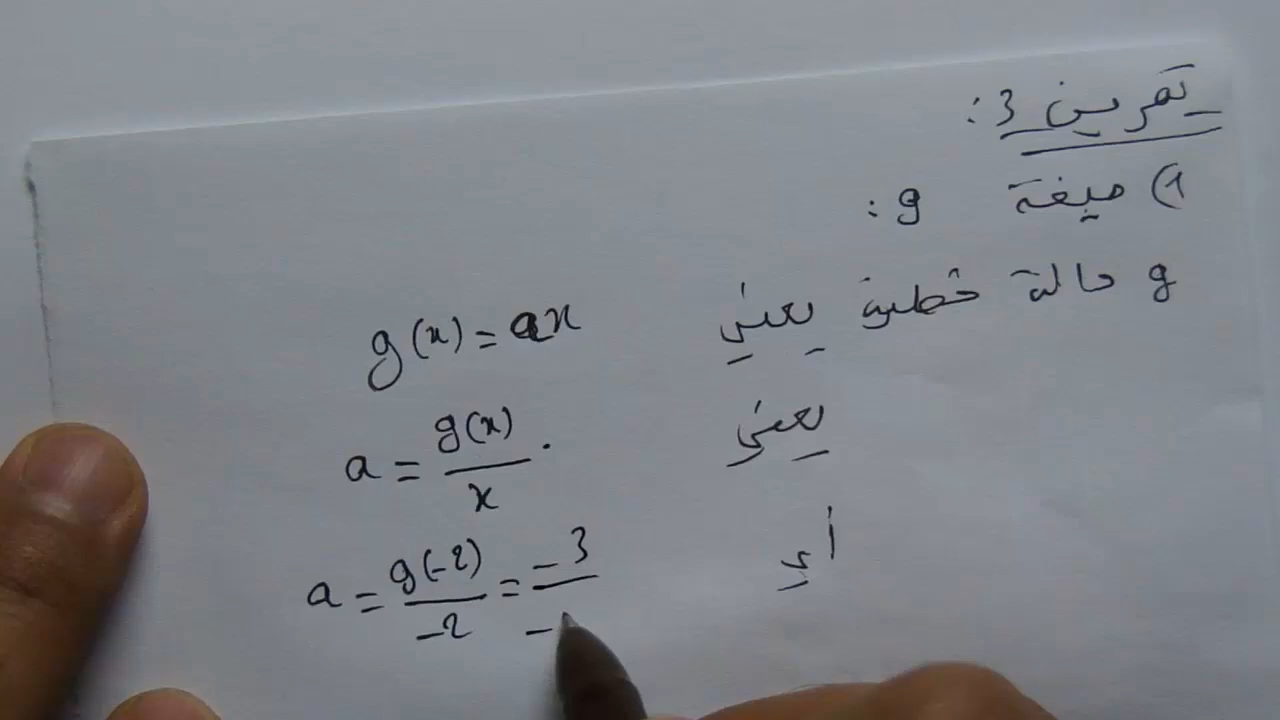 تمرين 3 :
1) صيغة g :
g دالة خطية يعني g(x) = ax
يعني a = g(x)/x .
أي a = g(-2)/-2 = -3/-